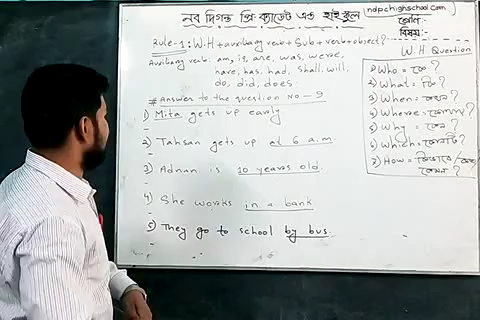 নব দিগন্ত প্রি-ক্যাডেট এন্ড হাই স্কুল
ndpchighschool.com
শ্রেণি:-
বিষয়:-
Rule-1: W.H + auxiliary verb + Sub + verb + object?
Auxiliary verb: am, is, are, was, were,
have, has, had, shall, will,
do, did, does.
# Answer to the question NO-9
1) Mita gets up early
-
2) Tahsan gets up at 6 a.m.
-
3) Adnan is 10 years old.
-
4) She works in a bank
-
5) They go to school by bus.
-
W.H Question
1) Who = কে?
2) What = কি?
3) When = কখন?
4) Where = কোথায়?
5) Why = কেন?
6) Which = কোনটি?
7) How = কিভাবে/
কেমন?